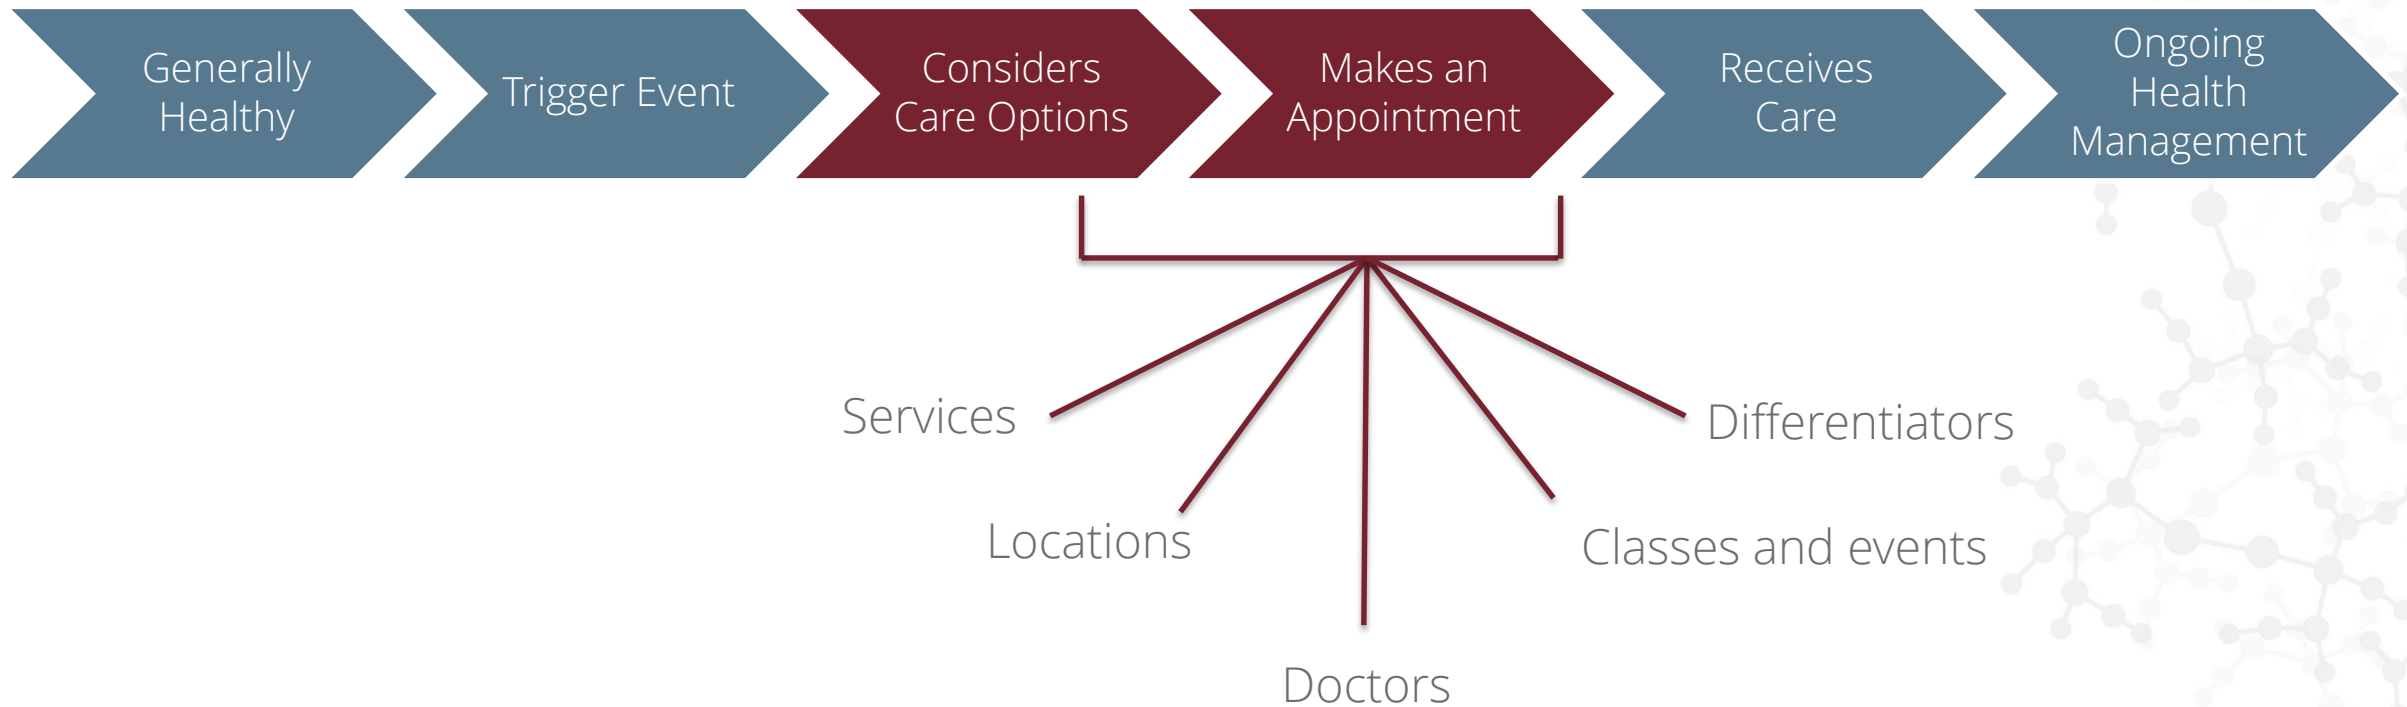 Generally
Healthy
Trigger Event
Considers
Care Options
Makes an
Appointment
Receives
Care
Ongoing
Health
Management
Services
Differentiators
Locations
Classes and events
Doctors